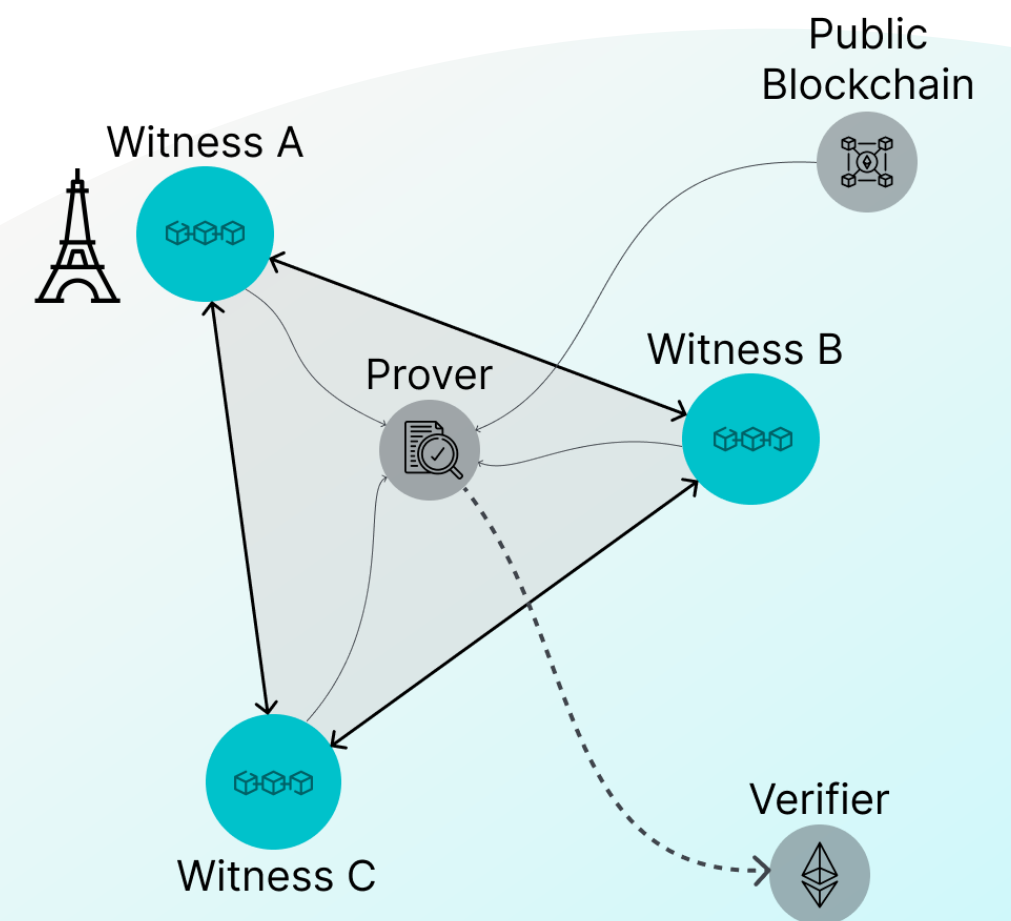 Public
Blockchain
Witness A
Witness B
Prover
Verifier
Witness C